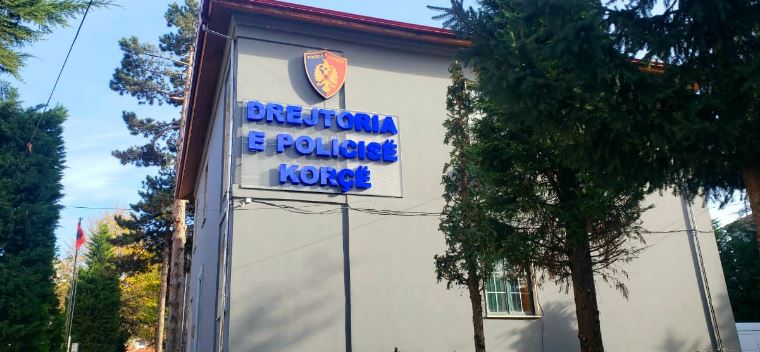 DREJTORIA
E POLICISË
KORÇË